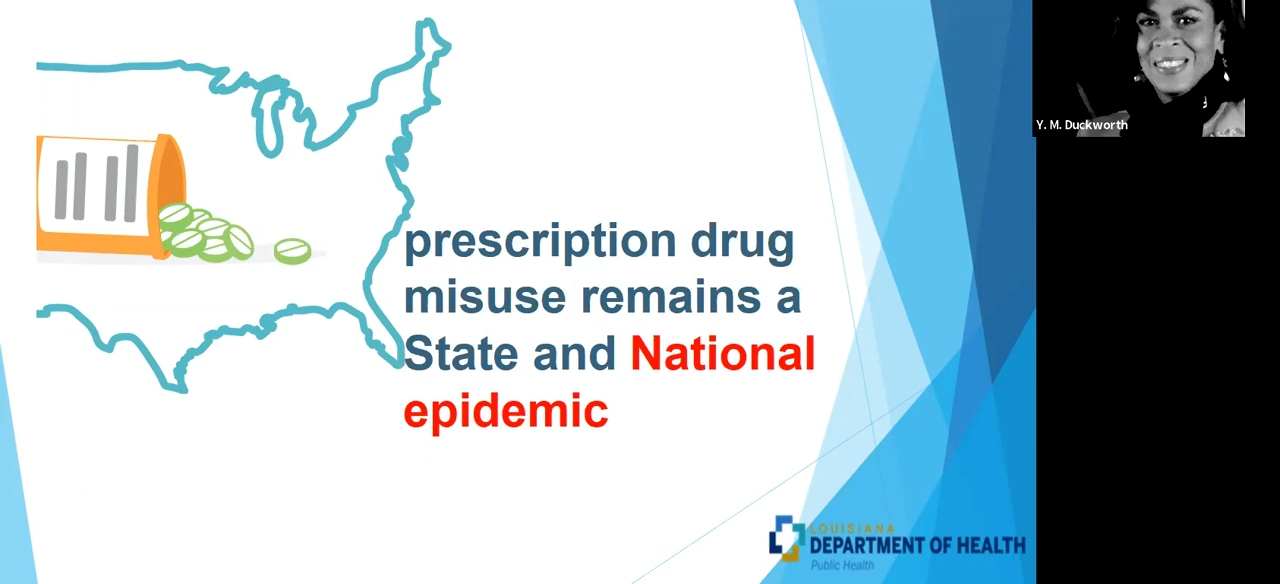 prescription drug
misuse remains a
State and National
epidemic
Y. M. Duckworth
LOUISIANA
DEPARTMENT OF HEALTH
Public Health